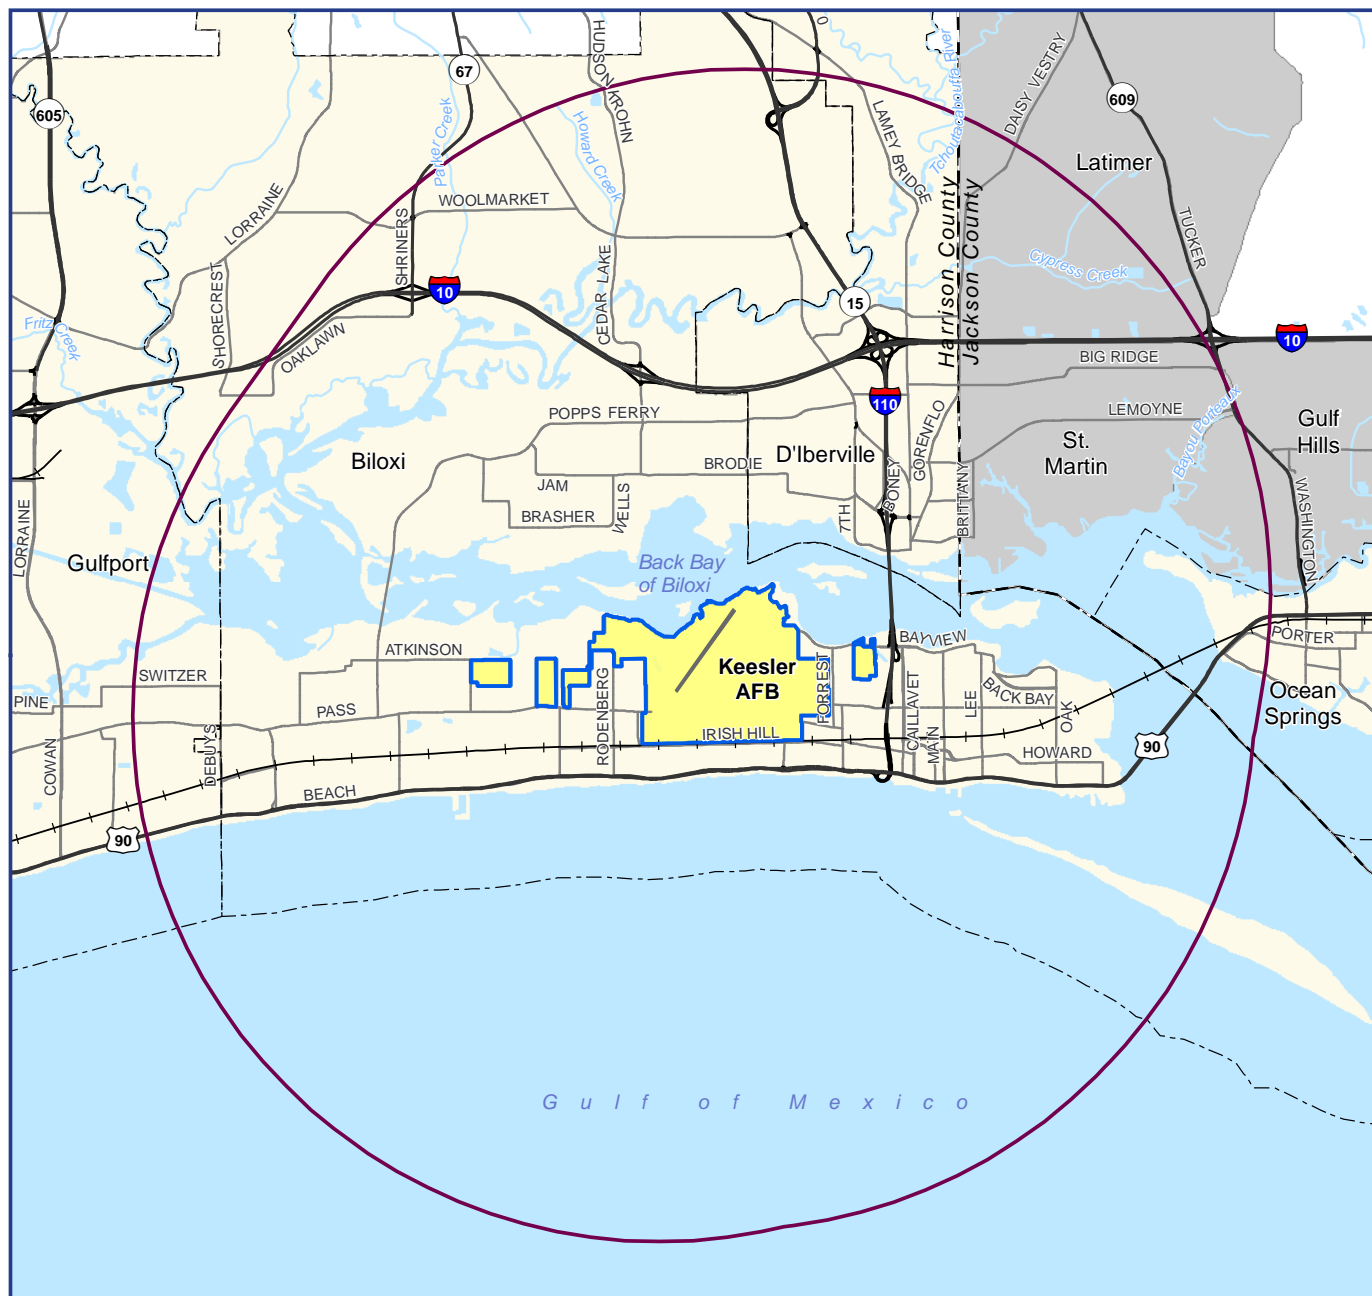 67
605
HUDSON KROHN
0
Tchoutacabouffa River
DAISY VESTRY
609
Parker Creek
Howard Creek
LAMEY BRIDGE
Latimer
LORRAINE
WOOLMARKET
Harrison County
Jackson County
TUCKER
SHRINERS
SHORECREST
CEDAR LAKE
Cypress Creek
10
15
Fritz Creek
OAKLAWN
10
BIG RIDGE
110
POPPS FERRY
GORENFLO
LEMOYNE
Bayou Porteaux
Gulf
Hills
St.
Martin
D'Iberville
Biloxi
BRODIE
JAM
BRASHER
WELLS
7TH
BONEY
BRITTANY
WASHINGTON
LORRAINE
Gulfport
Back Bay
of Biloxi
ATKINSON
BAYVIEW
PORTER
SWITZER
Keesler
AFB
PINE
PASS
RODENBERG
FORREST
CAILLAVET
MAIN
LEE
BACK BAY
OAK
Ocean
Springs
COWAN
DEBUYS
IRISH HILL
HOWARD
90
BEACH
90
Gulf of Mexico